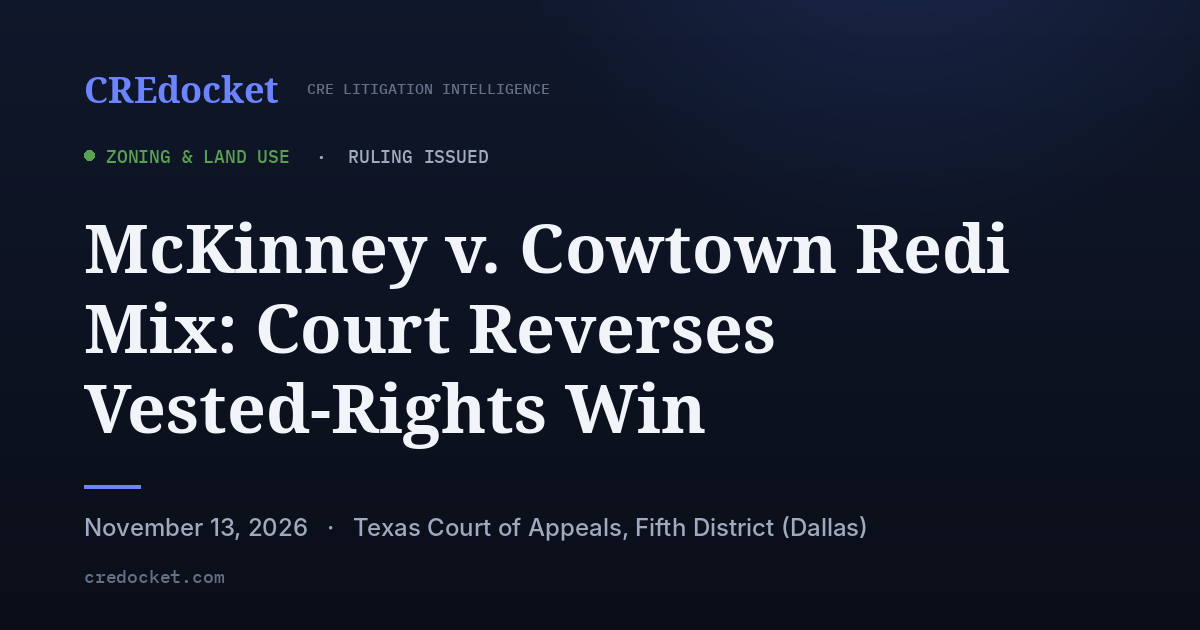 CREdocket CRE LITIGATION INTELLIGENCE
ZONING & LAND USE · RULING ISSUED
McKinney v. Cowtown Redi
Mix: Court Reverses
Vested-Rights Win
November 13, 2026 · Texas Court of Appeals, Fifth District (Dallas)
credocket.com